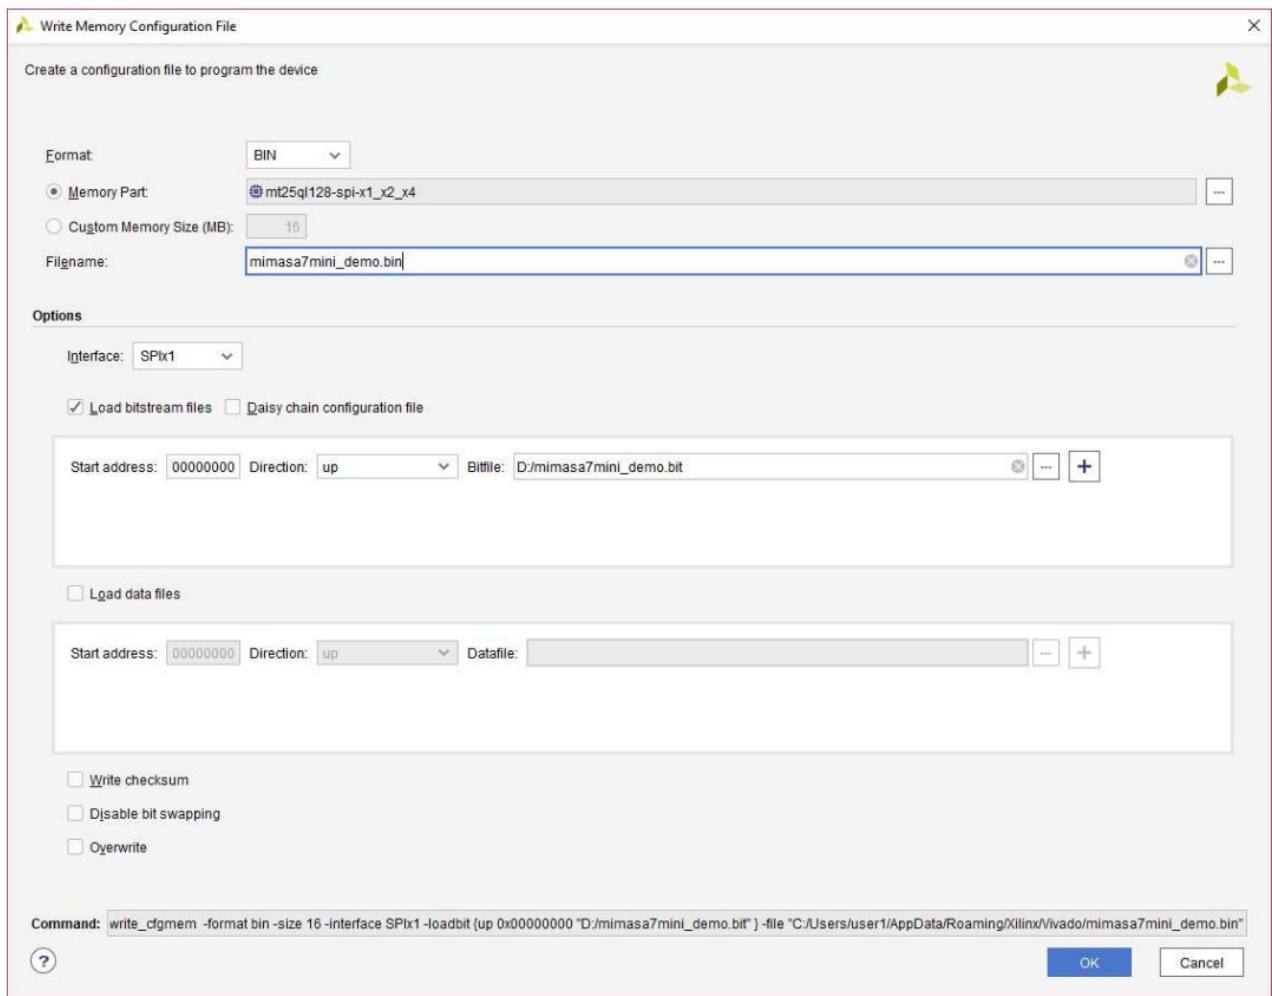 Write Memory Configuration File
Create a configuration file to program the device
Format: BIN
Memory Part: mt25ql128-spi-x1_x2_x4 ...
Custom Memory Size (MB): 16
Filename: mimasa7mini_demo.bin ...
Options
Interface: SPIx1
Load bitstream files Daisy chain configuration file
Start address: 00000000 Direction: up Bitfile: D:/mimasa7mini_demo.bit ... +
Load data files
Start address: 00000000 Direction: up Datafile: ... +
Write checksum
Disable bit swapping
Overwrite
Command: write_cfgmem -format bin -size 16 -interface SPIx1 -loadbit {up 0x00000000 "D:/mimasa7mini_demo.bit" } -file "C:/Users/user1/AppData/Roaming/Xilinx/Vivado/mimasa7mini_demo.bin"
? OK Cancel